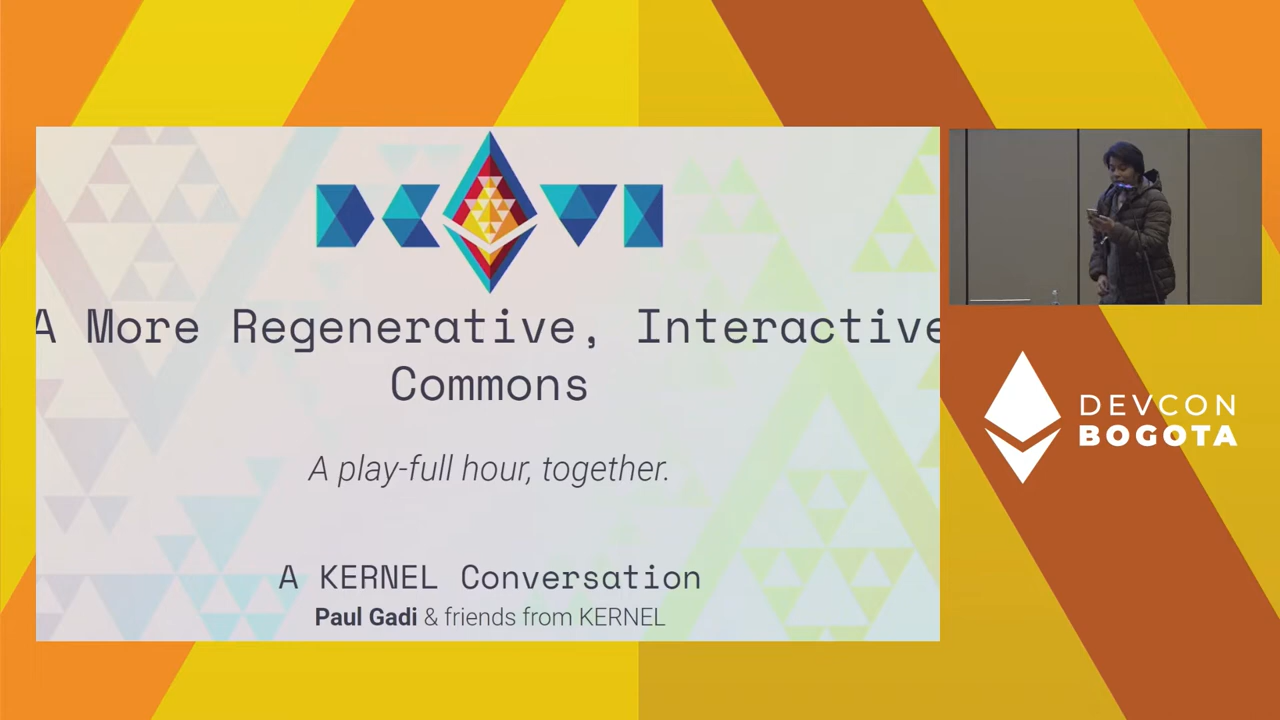 A More Regenerative, Interactive
Commons
A play-full hour, together.
A KERNEL Conversation
Paul Gadi & friends from KERNEL
DEVCON
BOGOTA